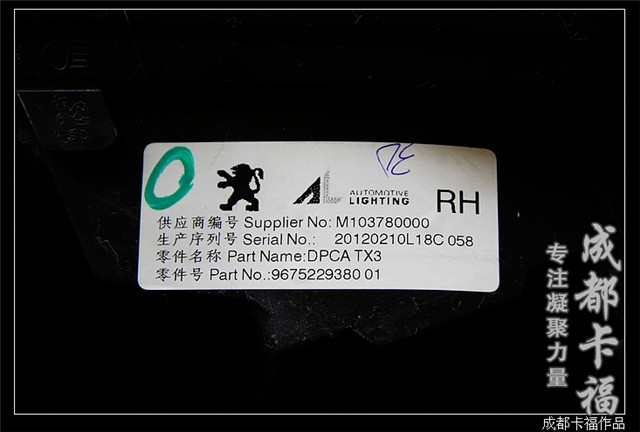 AL
AUTOMOTIVE
LIGHTING
RH
供应商编号 Supplier No: M103780000
生产序列号 Serial No.: 20120210L18C 058
零件名称 Part Name:DPCA TX3
零件号 Part No.:9675229380 01
成都卡福
专注凝聚力量
成都卡福作品